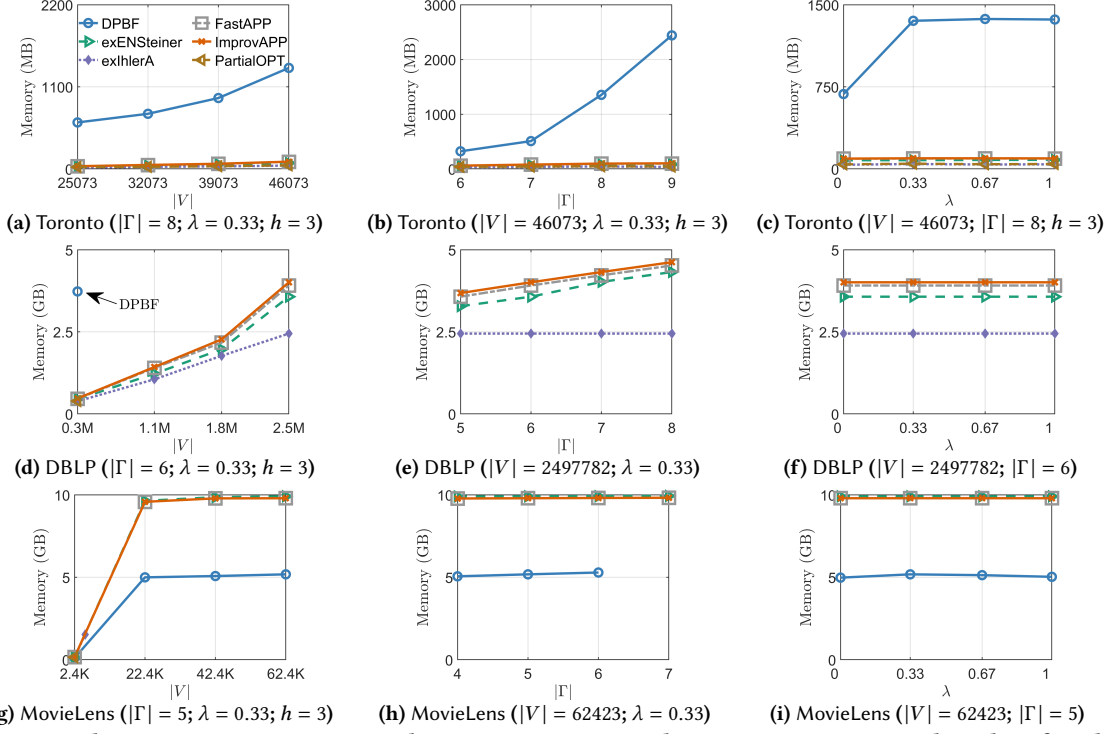 2200
1100
0
Memory (MB)
DPBF
exENSteiner
exIhlerA
FastAPP
ImprovAPP
PartialOPT
25073 32073 39073 46073
|V|
(a) Toronto (|Γ| = 8; λ = 0.33; h = 3)
3000
2000
1000
0
Memory (MB)
6 7 8 9
|Γ|
(b) Toronto (|V| = 46073; λ = 0.33; h = 3)
1500
750
0
Memory (MB)
0 0.33 0.67 1
λ
(c) Toronto (|V| = 46073; |Γ| = 8; h = 3)
5
2.5
0
Memory (GB)
DPBF
0.3M 1.1M 1.8M 2.5M
|V|
(d) DBLP (|Γ| = 6; λ = 0.33; h = 3)
5
2.5
0
Memory (GB)
5 6 7 8
|Γ|
(e) DBLP (|V| = 2497782; λ = 0.33)
5
2.5
0
Memory (GB)
0 0.33 0.67 1
λ
(f) DBLP (|V| = 2497782; |Γ| = 6)
10
5
0
Memory (GB)
2.4K 22.4K 42.4K 62.4K
|V|
g) MovieLens (|Γ| = 5; λ = 0.33; h = 3)
10
5
0
Memory (GB)
4 5 6 7
|Γ|
(h) MovieLens (|V| = 62423; λ = 0.33)
10
5
0
Memory (GB)
0 0.33 0.67 1
λ
(i) MovieLens (|V| = 62423; |Γ| = 5)